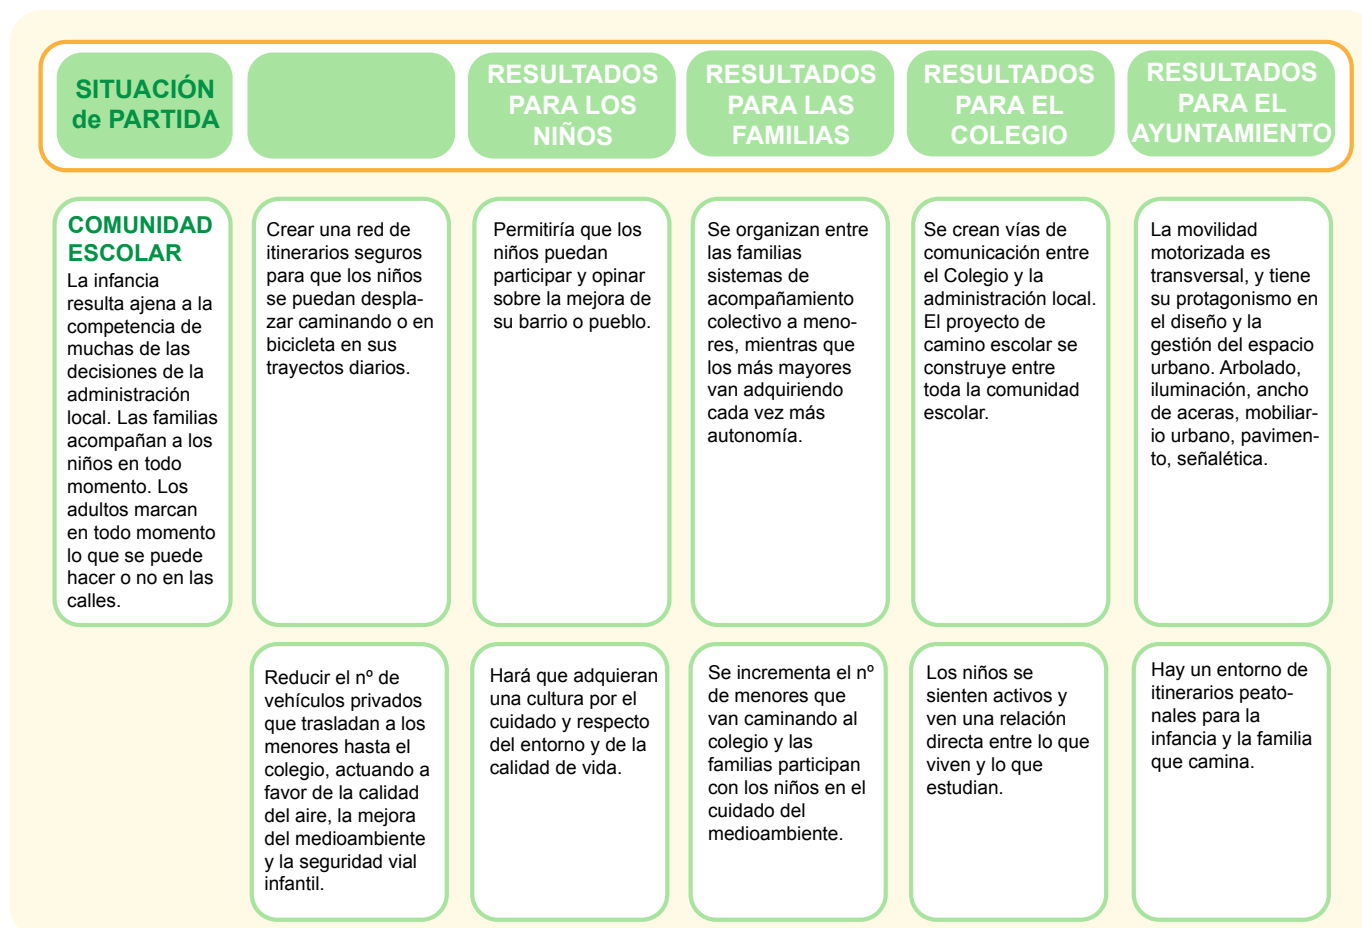 SITUACIÓN
de PARTIDA
RESULTADOS
PARA LOS
NIÑOS
RESULTADOS
PARA LAS
FAMILIAS
RESULTADOS
PARA EL
COLEGIO
RESULTADOS
PARA EL
AYUNTAMIENTO
COMUNIDAD
ESCOLAR
La infancia
resulta ajena a la
competencia de
muchas de las
decisiones de la
administración
local. Las familias
acompañan a los
niños en todo
momento. Los
adultos marcan
en todo momento
lo que se puede
hacer o no en las
calles.
Crear una red de
itinerarios seguros
para que los niños
se puedan despla-
zar caminando o en
bicicleta en sus
trayectos diarios.
Permitiría que los
niños puedan
participar y opinar
sobre la mejora de
su barrio o pueblo.
Se organizan entre
las familias
sistemas de
acompañamiento
colectivo a meno-
res, mientras que
los más mayores
van adquiriendo
cada vez más
autonomía.
Se crean vías de
comunicación entre
el Colegio y la
administración local.
El proyecto de
camino escolar se
construye entre
toda la comunidad
escolar.
La movilidad
motorizada es
transversal, y tiene
su protagonismo en
el diseño y la
gestión del espacio
urbano. Arbolado,
iluminación, ancho
de aceras, mobiliar-
io urbano, pavimen-
to, señalética.
Reducir el nº de
vehículos privados
que trasladan a los
menores hasta el
colegio, actuando a
favor de la calidad
del aire, la mejora
del medioambiente
y la seguridad vial
infantil.
Hará que adquieran
una cultura por el
cuidado y respecto
del entorno y de la
calidad de vida.
Se incrementa el nº
de menores que
van caminando al
colegio y las
familias participan
con los niños en el
cuidado del
medioambiente.
Los niños se
sienten activos y
ven una relación
directa entre lo que
viven y lo que
estudian.
Hay un entorno de
itinerarios peato-
nales para la
infancia y la familia
que camina.